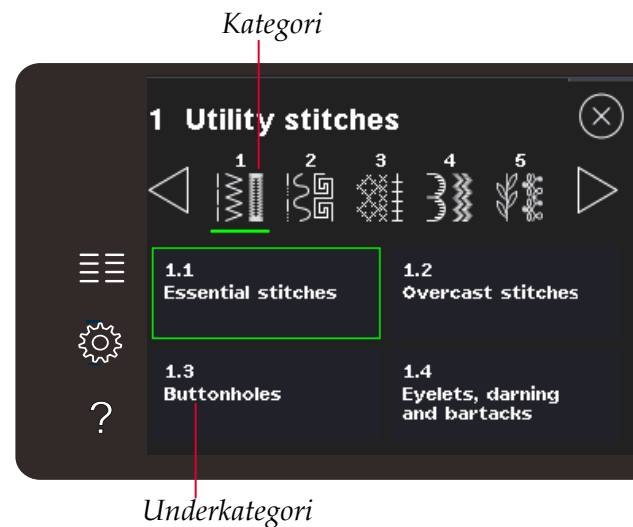 Kategori
1 Utility stitches
1 2 3 4 5
1.1
Essential stitches
1.2
Overcast stitches
1.3
Buttonholes
1.4
Eyelets, darning
and bartacks
?
Underkategori